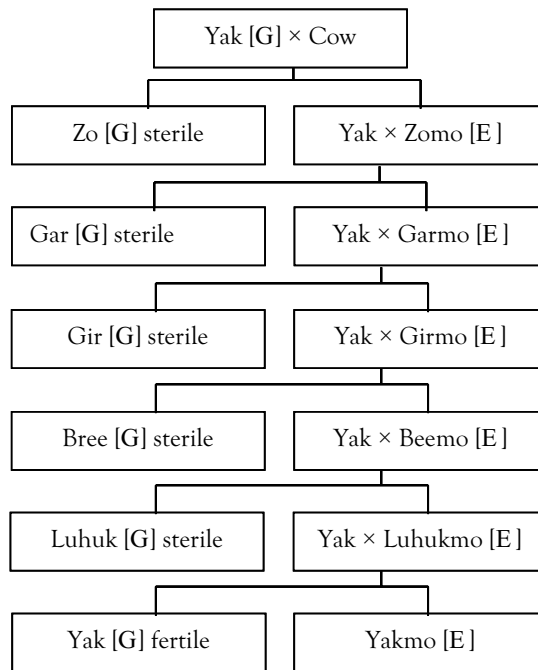 Yak [G] × Cow
Zo [G] sterile
Yak × Zomo [E]
Gar [G] sterile
Yak × Garmo [E]
Gir [G] sterile
Yak × Girmo [E]
Bree [G] sterile
Yak × Beemo [E]
Luhuk [G] sterile
Yak × Luhukmo [E]
Yak [G] fertile
Yakmo [E]